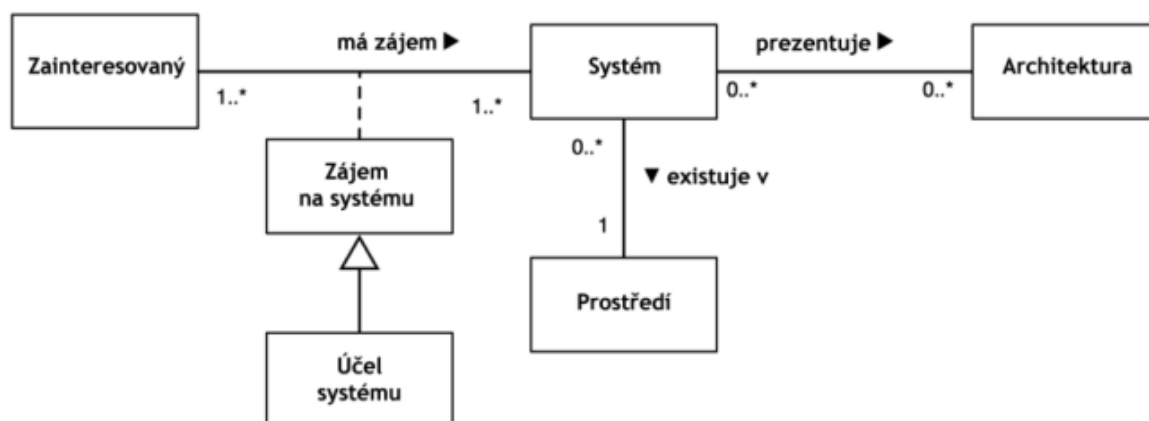 má zájem ▶
prezentuje ▶
Zainteresovaný
Systém
Architektura
1..*
1..*
0..*
0..*
Zájem
na systému
0..*
▼ existuje v
1
Prostředí
Účel
systému